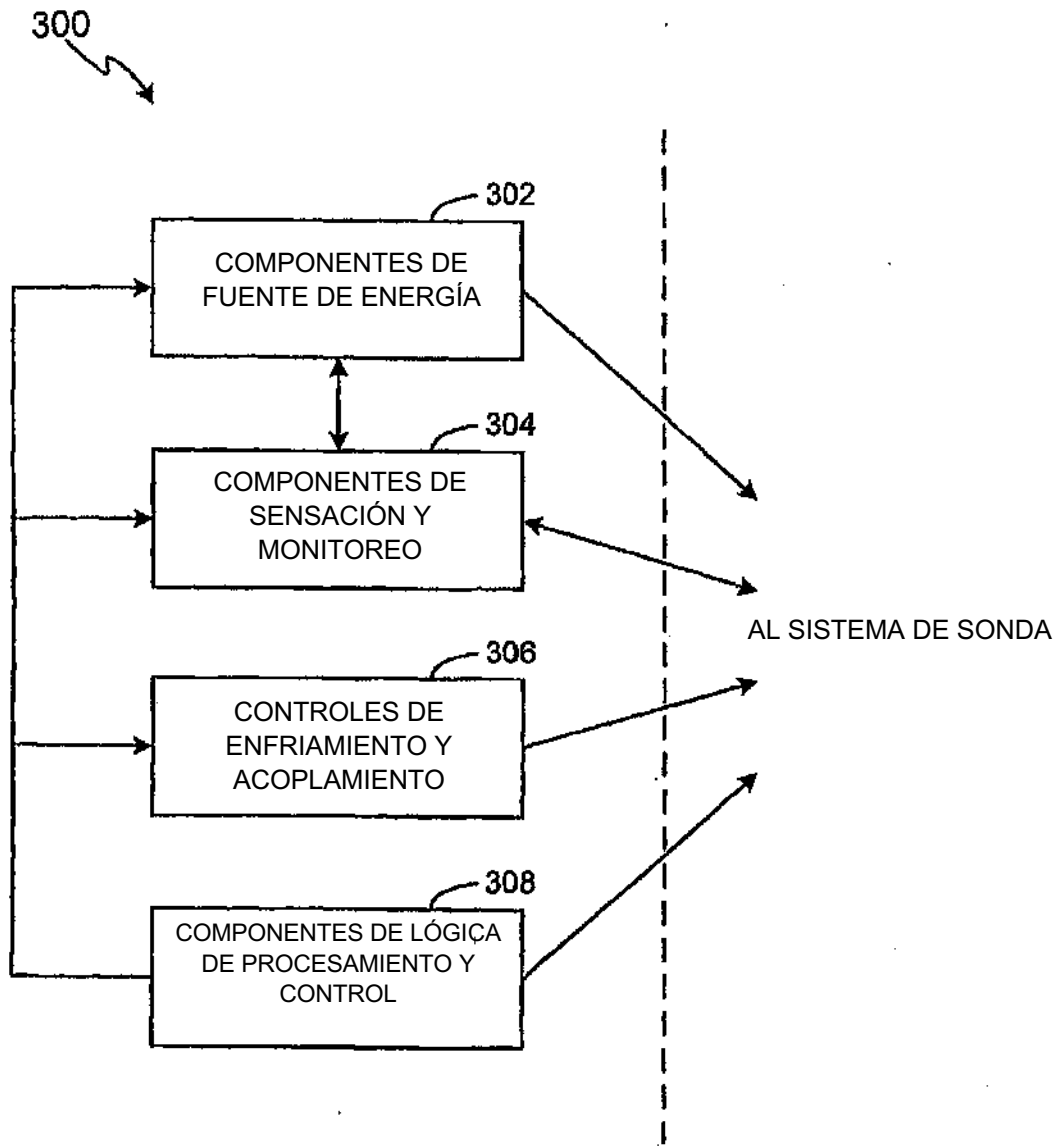 300
302
COMPONENTES DE
FUENTE DE ENERGÍA
304
COMPONENTES DE
SENSACIÓN Y
MONITOREO
AL SISTEMA DE SONDA
306
CONTROLES DE
ENFRIAMIENTO Y
ACOPLAMIENTO
308
COMPONENTES DE LÓGICA
DE PROCESAMIENTO Y
CONTROL